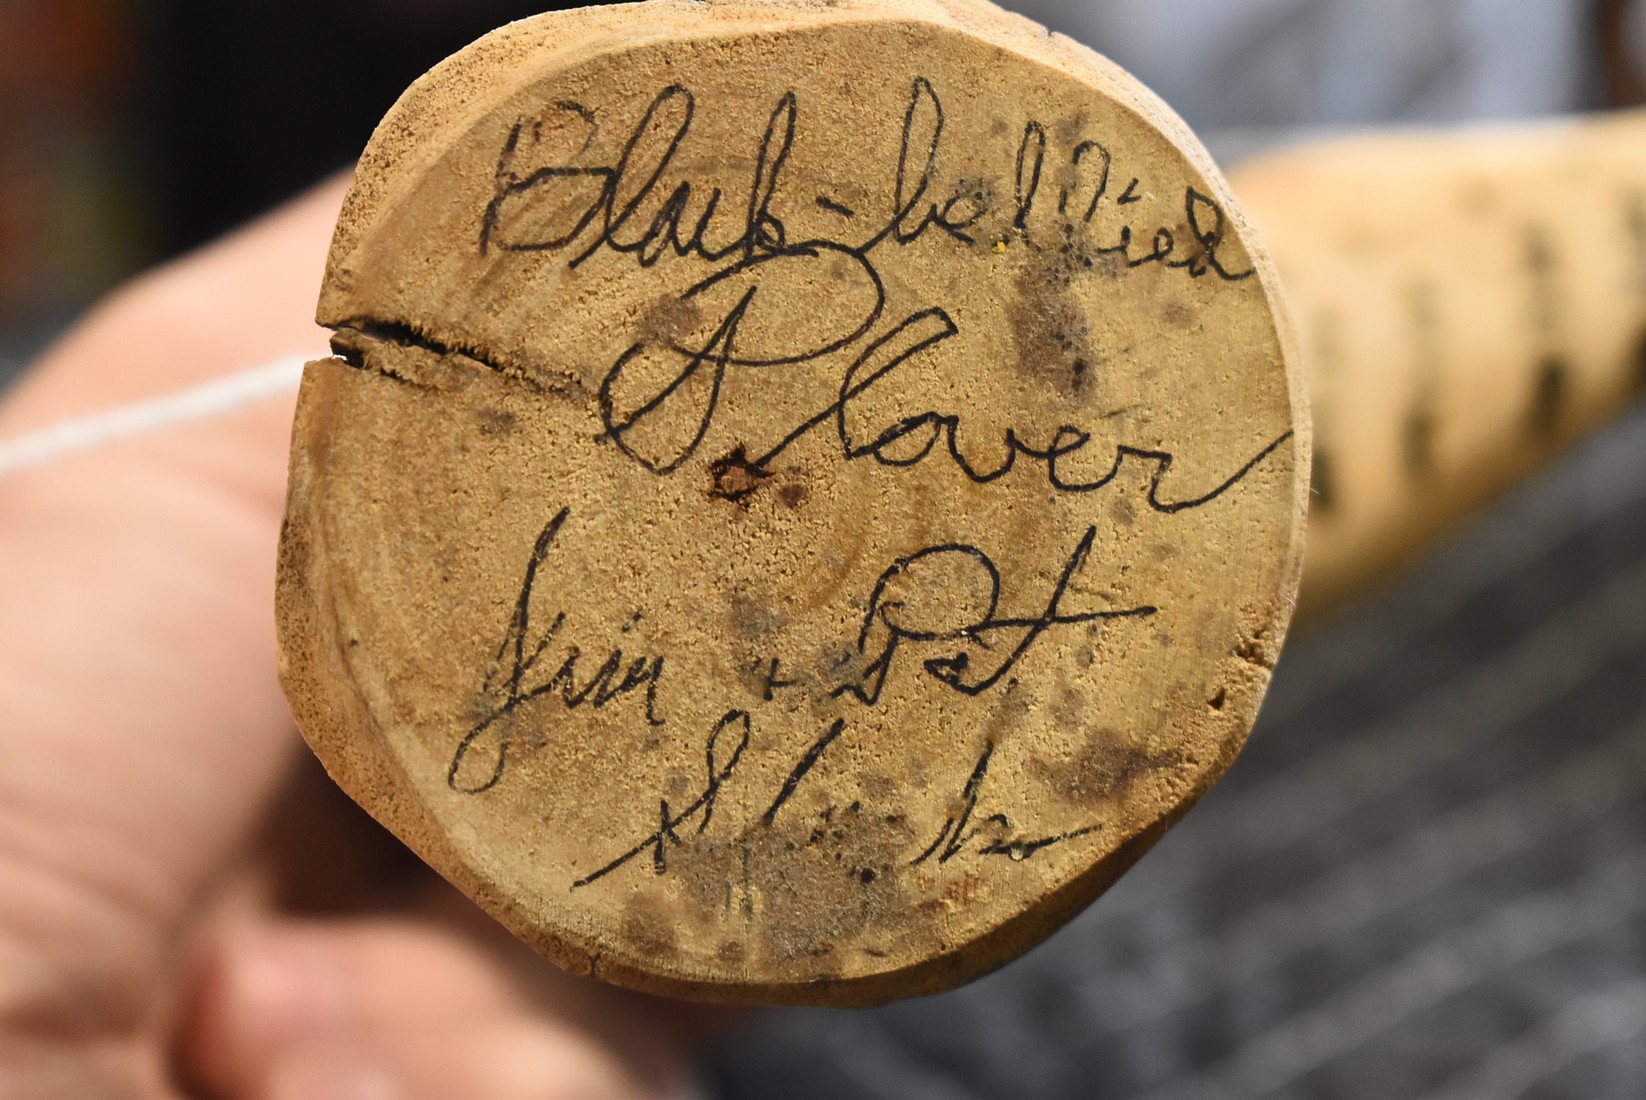 Black-bellied
Plover
Jim + Pat